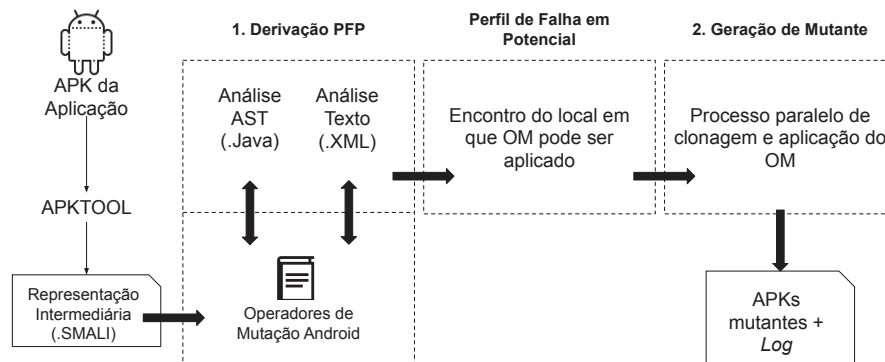 1. Derivação PFP
Perfil de Falha em
Potencial
2. Geração de Mutante
APK da
Aplicação
APKTOOL
Representação
Intermediária
(.SMALI)
Análise
AST
(.Java)
Análise
Texto
(.XML)
Operadores de
Mutação Android
Encontro do local em
que OM pode ser
aplicado
Processo paralelo de
clonagem e aplicação do
OM
APKs
mutantes +
Log